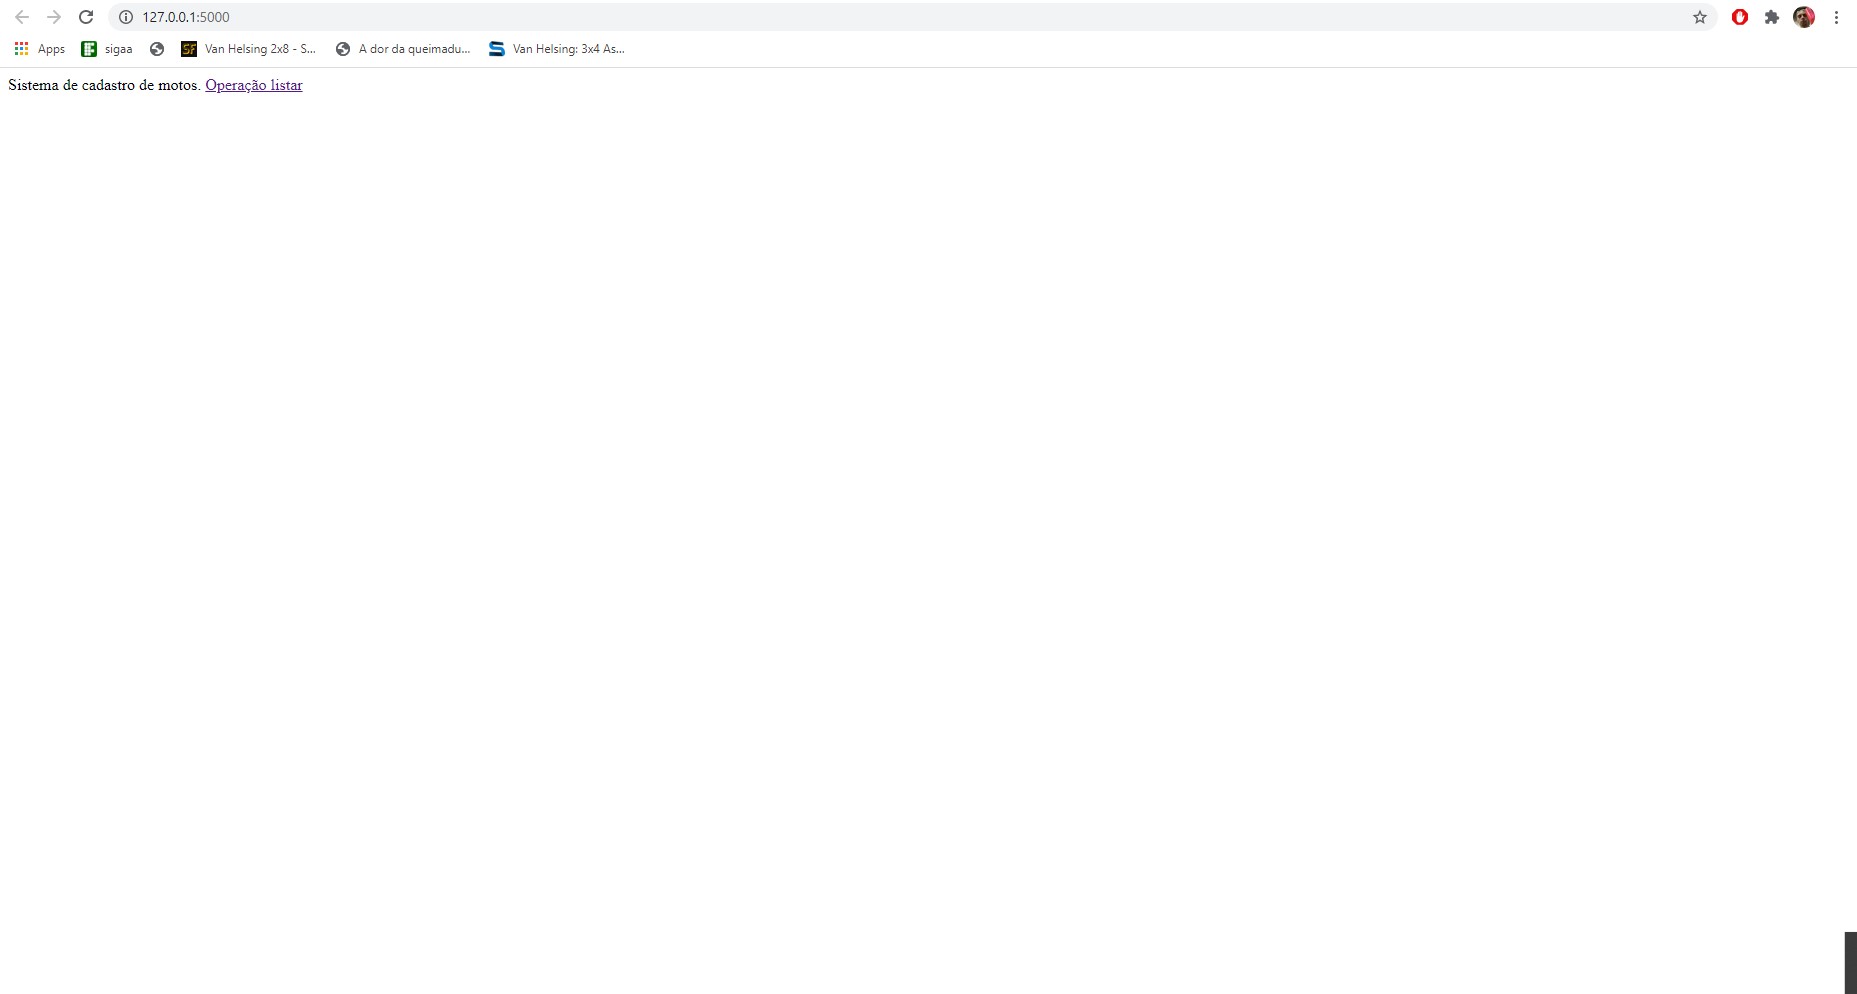 127.0.0.1:5000
Apps sigaa SF Van Helsing 2x8 - S... A dor da queimadu... Van Helsing: 3x4 As...
Sistema de cadastro de motos. Operação listar